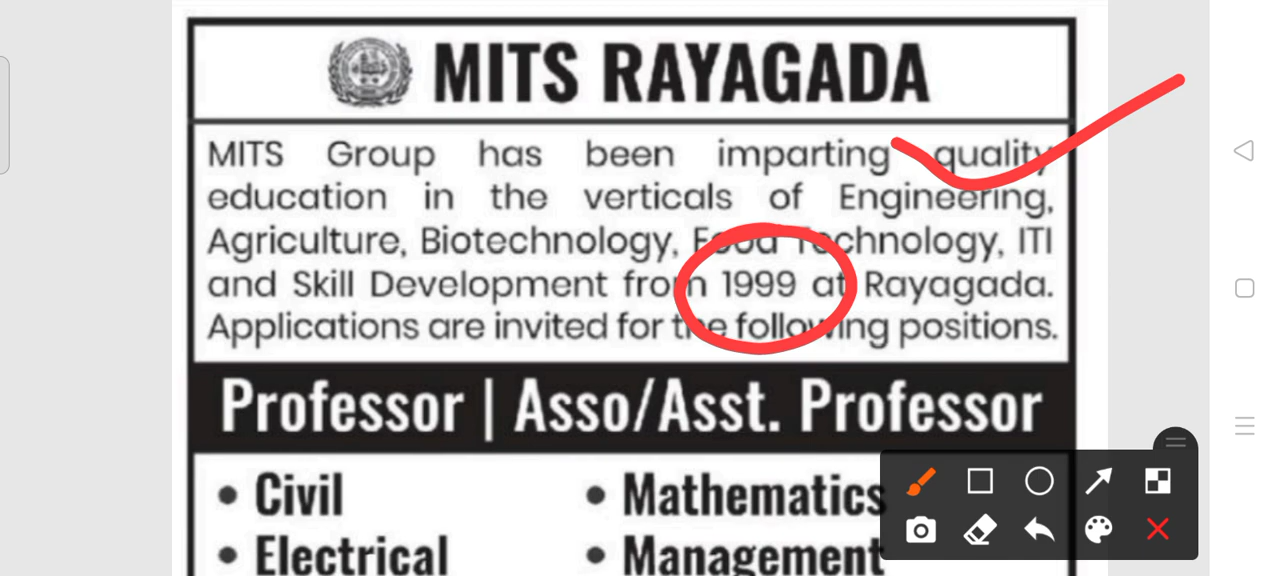 MITS RAYAGADA
MITS Group has been imparting quality
education in the verticals of Engineering,
Agriculture, Biotechnology, Food Technology, ITI
and Skill Development from 1999 at Rayagada.
Applications are invited for the following positions.
Professor | Asso/Asst. Professor
• Civil
• Mathematics
• Electrical
• Management